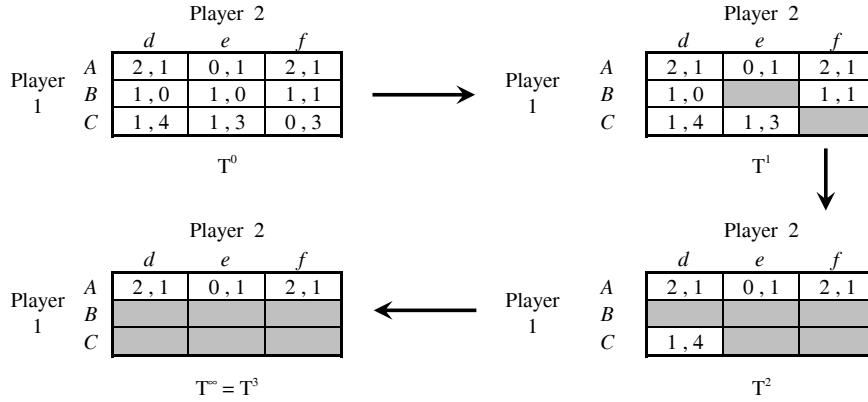 Player 2
d e f
Player 1
A 2 , 1 0 , 1 2 , 1
B 1 , 0 1 , 0 1 , 1
C 1 , 4 1 , 3 0 , 3
T⁰
Player 2
d e f
Player 1
A 2 , 1 0 , 1 2 , 1
B 1 , 0 1 , 1
C 1 , 4 1 , 3
T¹
Player 2
d e f
Player 1
A 2 , 1 0 , 1 2 , 1
B
C
T^∞ = T³
Player 2
d e f
Player 1
A 2 , 1 0 , 1 2 , 1
B
C 1 , 4
T²